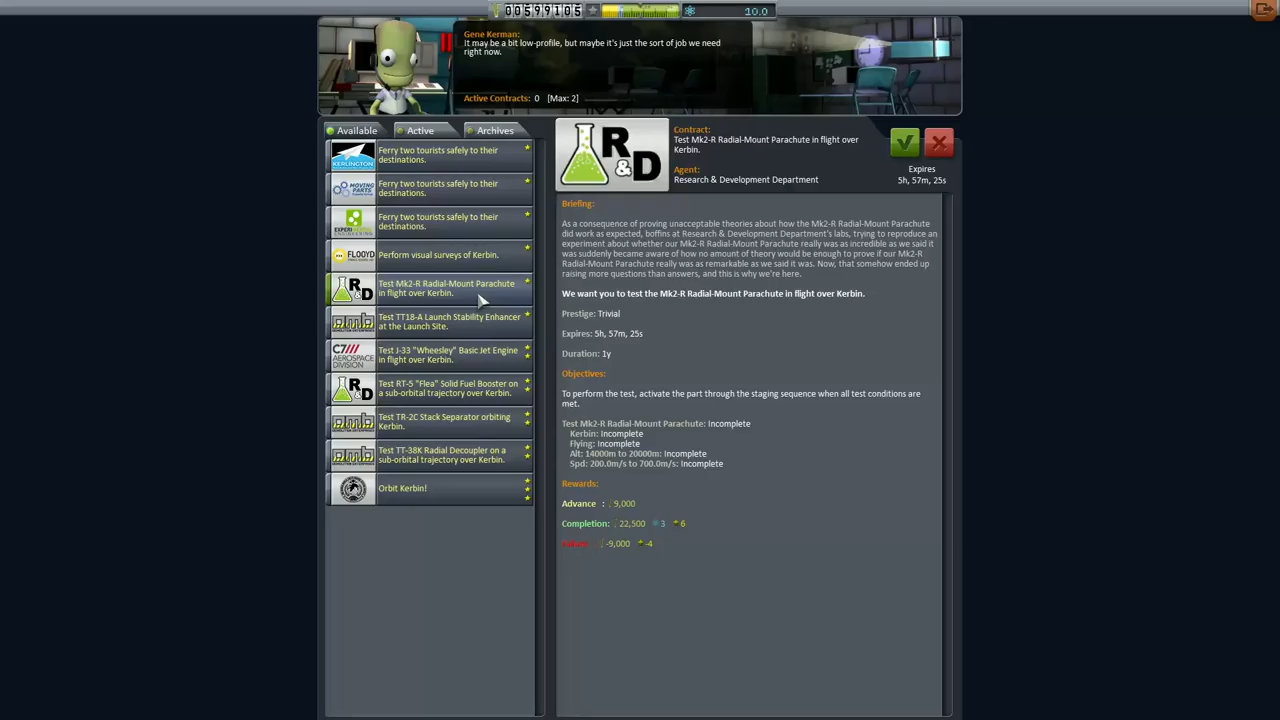 00599105
10.0
Gene Kerman:
It may be a bit low-profile, but maybe it's just the sort of job we need
right now.
Active Contracts: 0 [Max: 2]
Available
Active
Archives
KERLINGTON
Ferry two tourists safely to their
destinations.
MOVING PARTS
Ferry two tourists safely to their
destinations.
ENGINEERING
Ferry two tourists safely to their
destinations.
FLOOYD
Perform visual surveys of Kerbin.
R&D
Test Mk2-R Radial-Mount Parachute
in flight over Kerbin.
Test TT18-A Launch Stability Enhancer
at the Launch Site.
C7///
AEROSPACE
DIVISION
Test J-33 "Wheesley" Basic Jet Engine
in flight over Kerbin.
R&D
Test RT-5 "Flea" Solid Fuel Booster on
a sub-orbital trajectory over Kerbin.
Test TR-2C Stack Separator orbiting
Kerbin.
Test TT-38K Radial Decoupler on a
sub-orbital trajectory over Kerbin.
Orbit Kerbin!
R&D
Contract:
Test Mk2-R Radial-Mount Parachute in flight over
Kerbin.
Agent:
Research & Development Department
Expires
5h, 57m, 25s
Briefing:
As a consequence of proving unacceptable theories about how the Mk2-R Radial-Mount Parachute
did work as expected, boffins at Research & Development Department's labs, trying to reproduce an
experiment about whether our Mk2-R Radial-Mount Parachute really was as incredible as we said it
was suddenly became aware of how no amount of theory would be enough to prove if our Mk2-R
Radial-Mount Parachute really was as remarkable as we said it was. Now, that somehow ended up
raising more questions than answers, and this is why we're here.
We want you to test the Mk2-R Radial-Mount Parachute in flight over Kerbin.
Prestige: Trivial
Expires: 5h, 57m, 25s
Duration: 1y
Objectives:
To perform the test, activate the part through the staging sequence when all test conditions are
met.
Test Mk2-R Radial-Mount Parachute: Incomplete
Kerbin: Incomplete
Flying: Incomplete
Alt: 14000m to 20000m: Incomplete
Spd: 200.0m/s to 700.0m/s: Incomplete
Rewards:
Advance : 9,000
Completion: 22,500 3 6
Failure: -9,000 -4